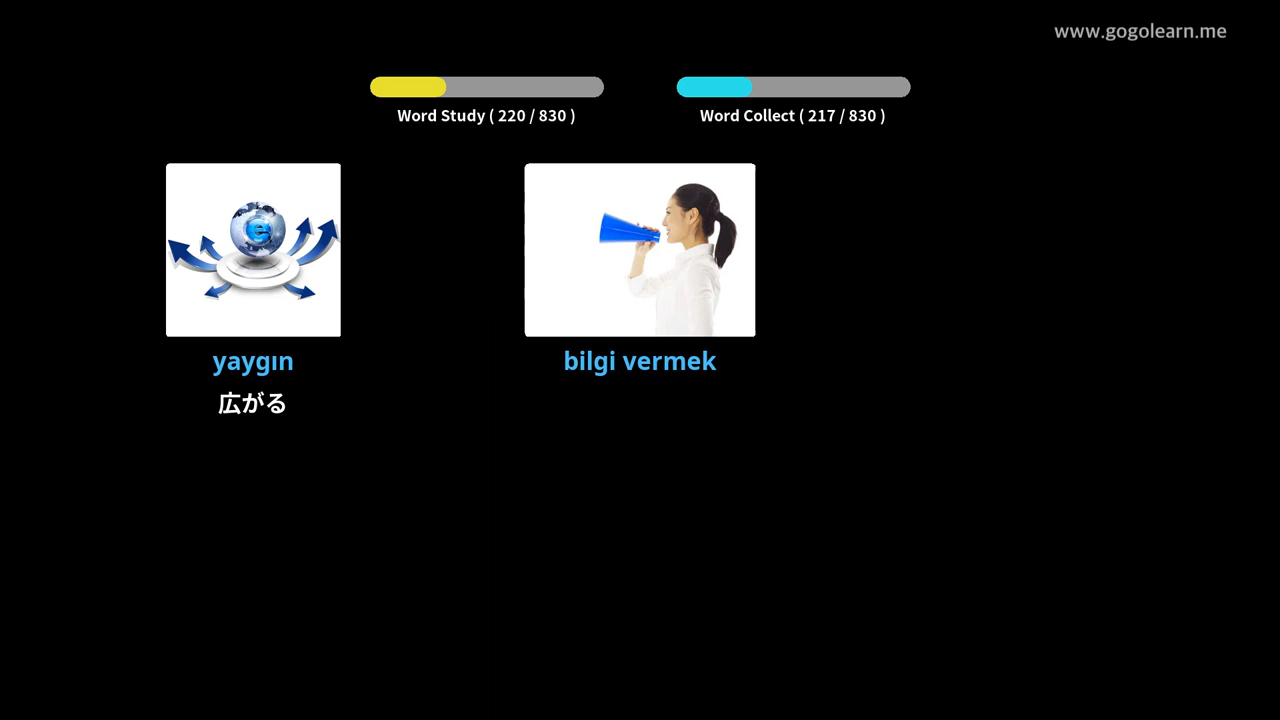 www.gogolearn.me
Word Study ( 220 / 830 )
Word Collect ( 217 / 830 )
e
yaygın
bilgi vermek
広がる